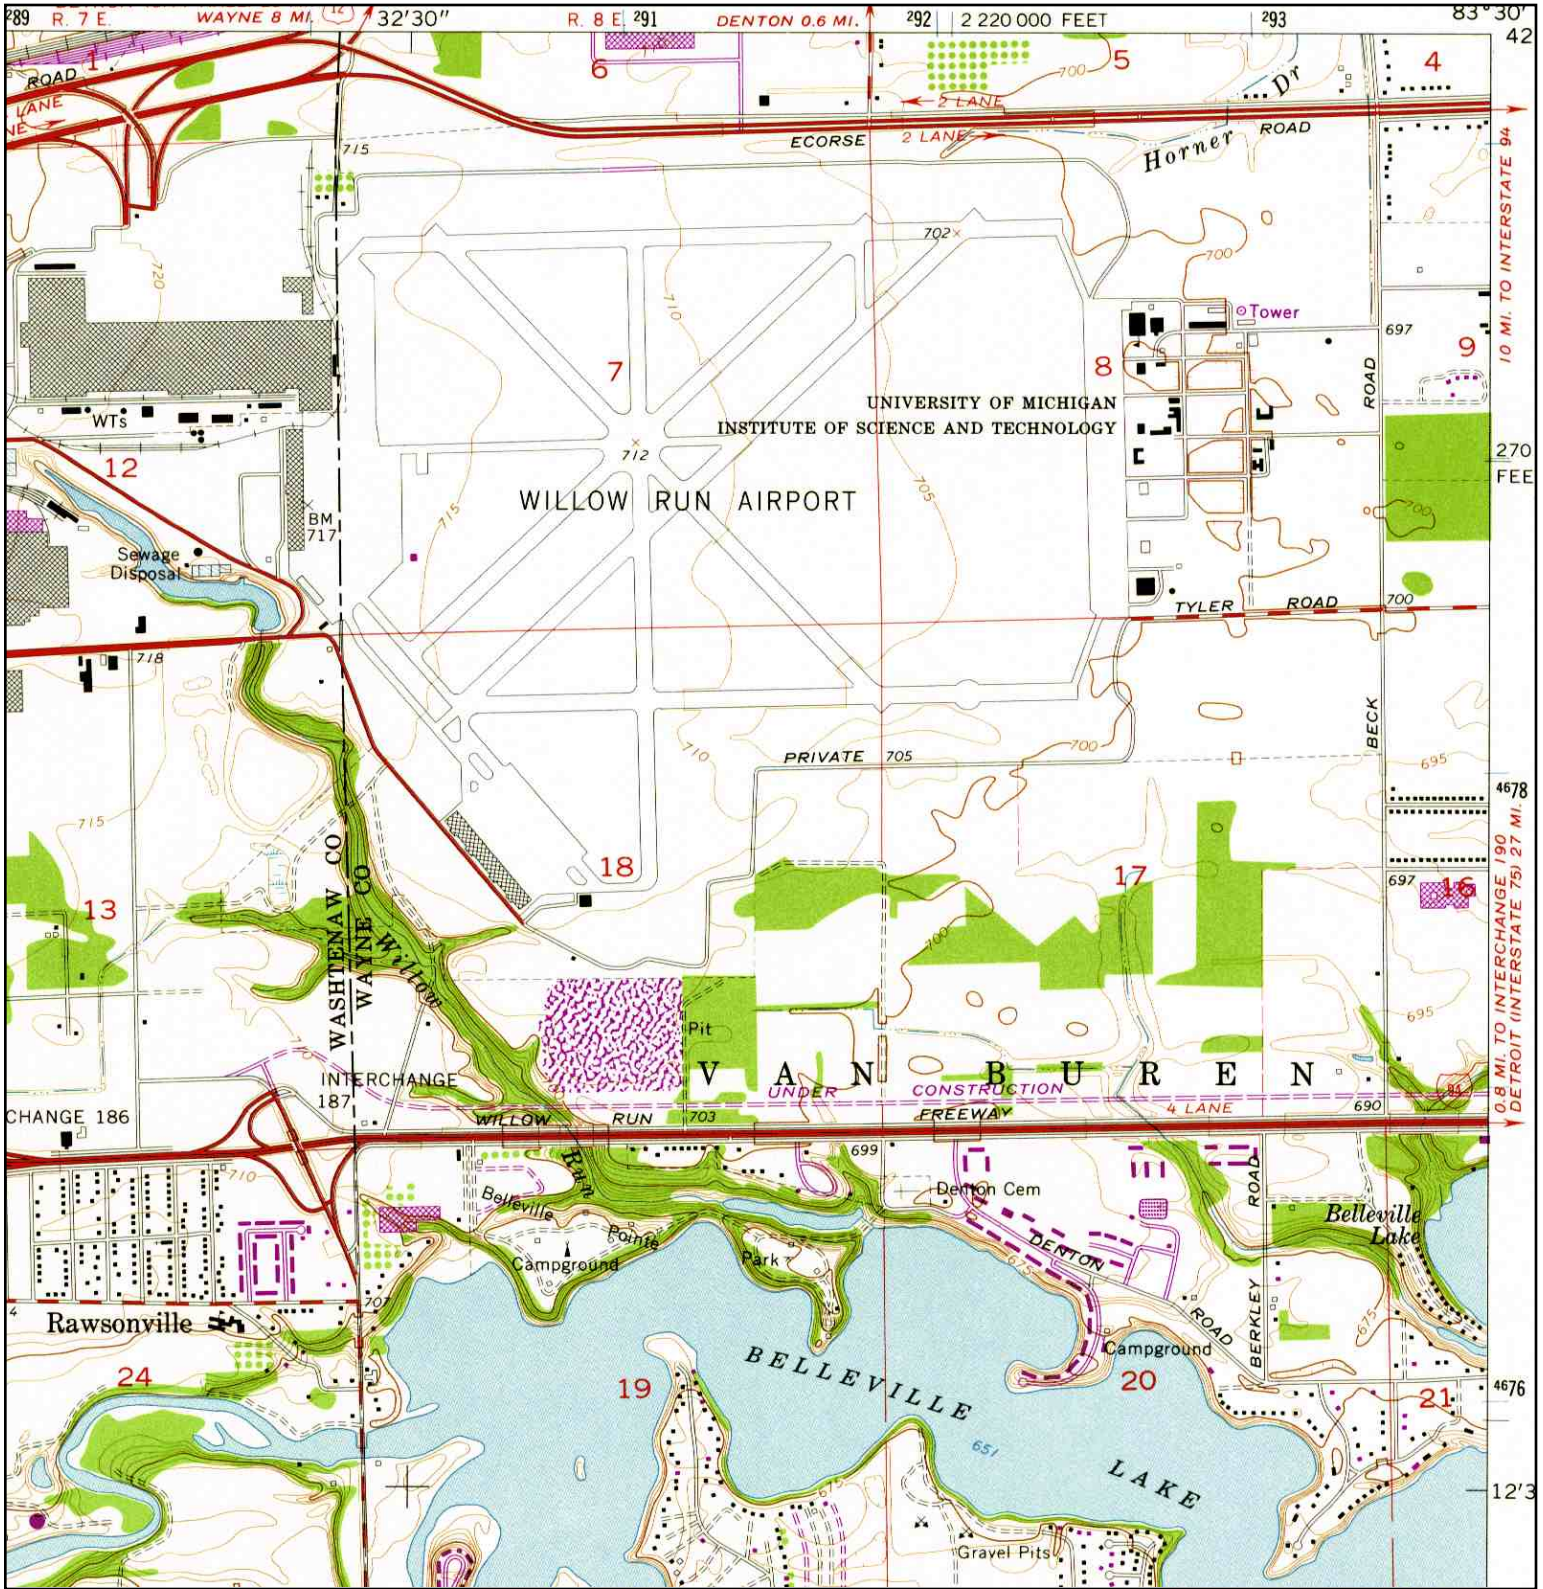 289
R. 7 E.
WAYNE 8 MI.
12
32'30"
R. 8 E.
291
DENTON 0.6 MI.
292
2 220 000 FEET
293
83°30'
42
1
6
5
4
ROAD
LANE
700
2 LANE
Dr
ECORSE
2 LANE
ROAD
Horner
715
10 MI. TO INTERSTATE 94
702
700
720
710
Tower
697
7
8
9
ROAD
UNIVERSITY OF MICHIGAN
INSTITUTE OF SCIENCE AND TECHNOLOGY
WTs
712
270
FEE
12
WILLOW RUN AIRPORT
705
715
700
BM
717
Sewage
Disposal
TYLER
ROAD
700
718
BECK
710
700
PRIVATE 705
695
4678
715
18
17
697
16
13
WASHTENAW CO
WAYNE CO
Willow
700
695
Pit
710
VAN BUREN
INTERCHANGE
187
UNDER
CONSTRUCTION
94
0.8 MI. TO INTERCHANGE 190
DETROIT (INTERSTATE 75) 27 MI.
CHANGE 186
WILLOW
RUN
703
FREEWAY
4 LANE
690
699
710
Run
Belleville
Pointe
Park
Campground
Denton Cem
DENTON
ROAD
675
ROAD
BERKLEY
Belleville
Lake
4
707
Rawsonville
675
Campground
24
19
20
21
4676
BELLEVILLE
LAKE
651
675
12'3
Gravel Pits